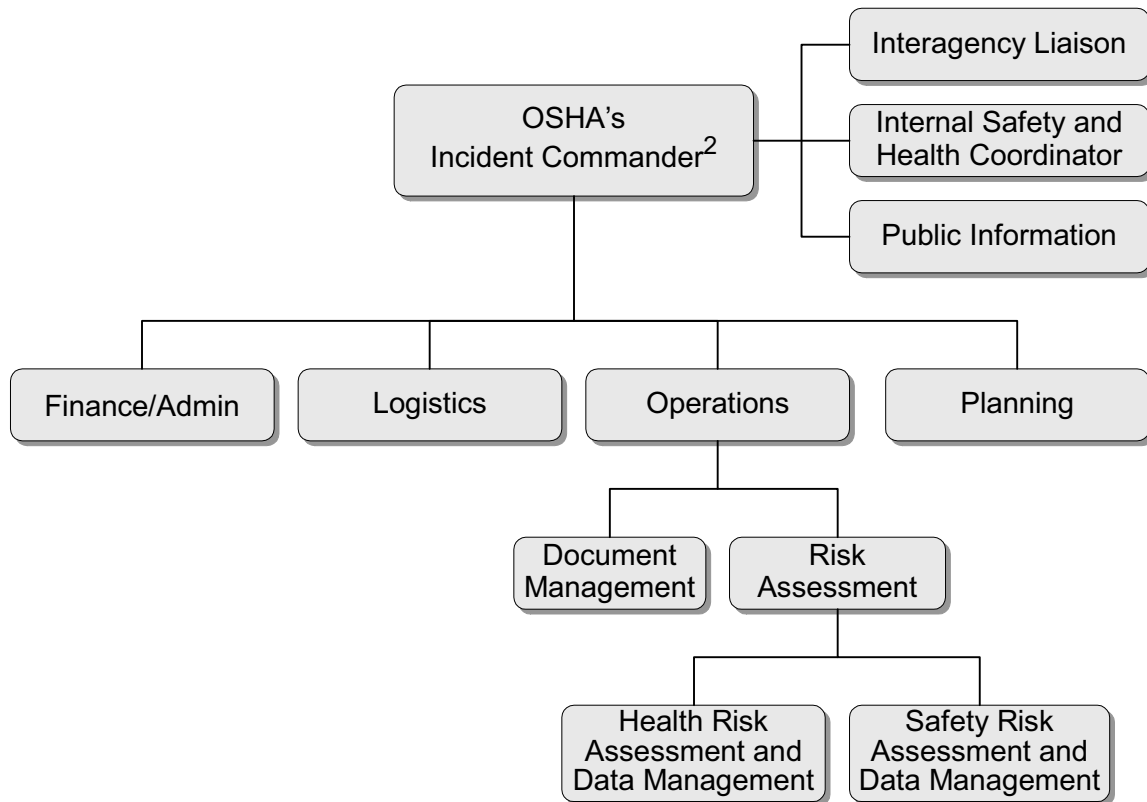 Interagency Liaison
OSHA’s
Incident Commander2
Internal Safety and
Health Coordinator
Public Information
Finance/Admin
Logistics
Operations
Planning
Document
Management
Risk
Assessment
Health Risk
Assessment and
Data Management
Safety Risk
Assessment and
Data Management